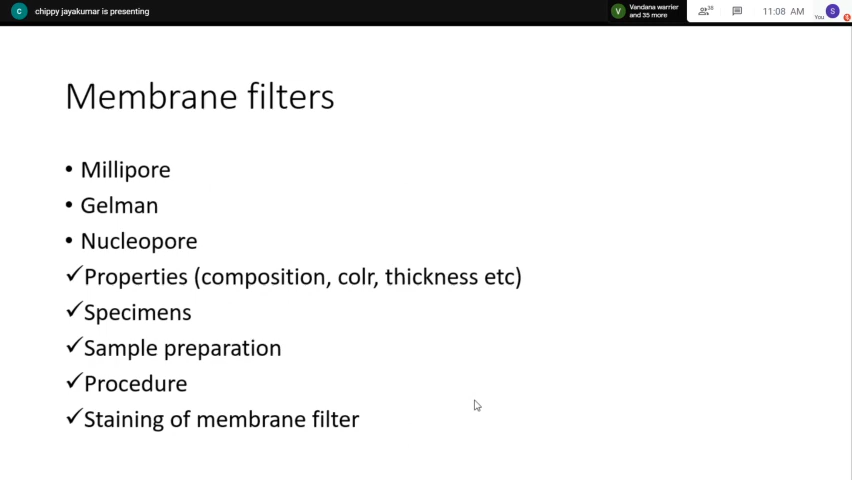 C chippy jayakumar is presenting
V Vandana warrier
and 35 more
36
11:08 AM
You S
Membrane filters
• Millipore
• Gelman
• Nucleopore
✓Properties (composition, colr, thickness etc)
✓Specimens
✓Sample preparation
✓Procedure
✓Staining of membrane filter